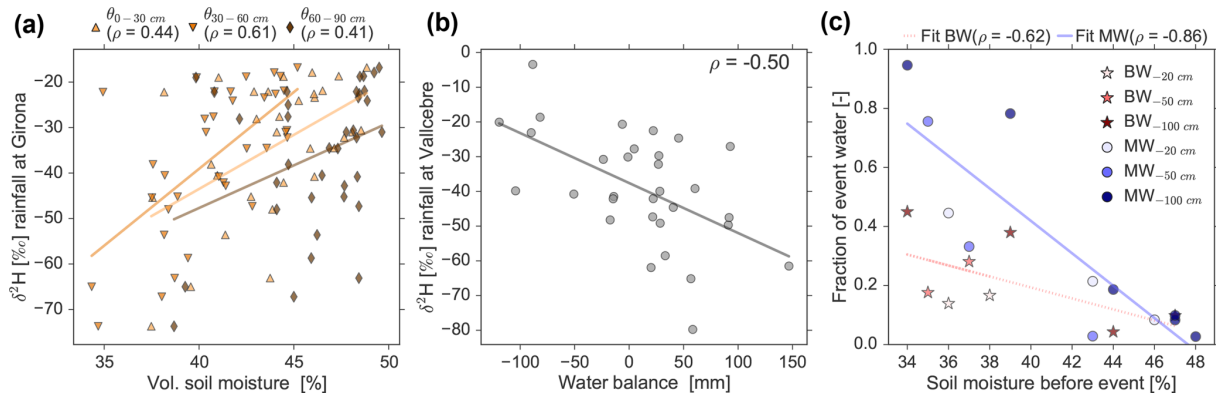 (a)
θ0−30 cm
(ρ = 0.44)
θ30−60 cm
(ρ = 0.61)
θ60−90 cm
(ρ = 0.41)
δ²H [‰] rainfall at Girona
−20
−30
−40
−50
−60
−70
35
40
45
50
Vol. soil moisture [%]
(b)
ρ = -0.50
δ²H [‰] rainfall at Vallcebre
0
−10
−20
−30
−40
−50
−60
−70
−80
−100
−50
0
50
100
150
Water balance [mm]
(c)
Fit BW(ρ = -0.62)
Fit MW(ρ = -0.86)
BW−20 cm
BW−50 cm
BW−100 cm
MW−20 cm
MW−50 cm
MW−100 cm
Fraction of event water [-]
1.0
0.8
0.6
0.4
0.2
0.0
34
36
38
40
42
44
46
48
Soil moisture before event [%]